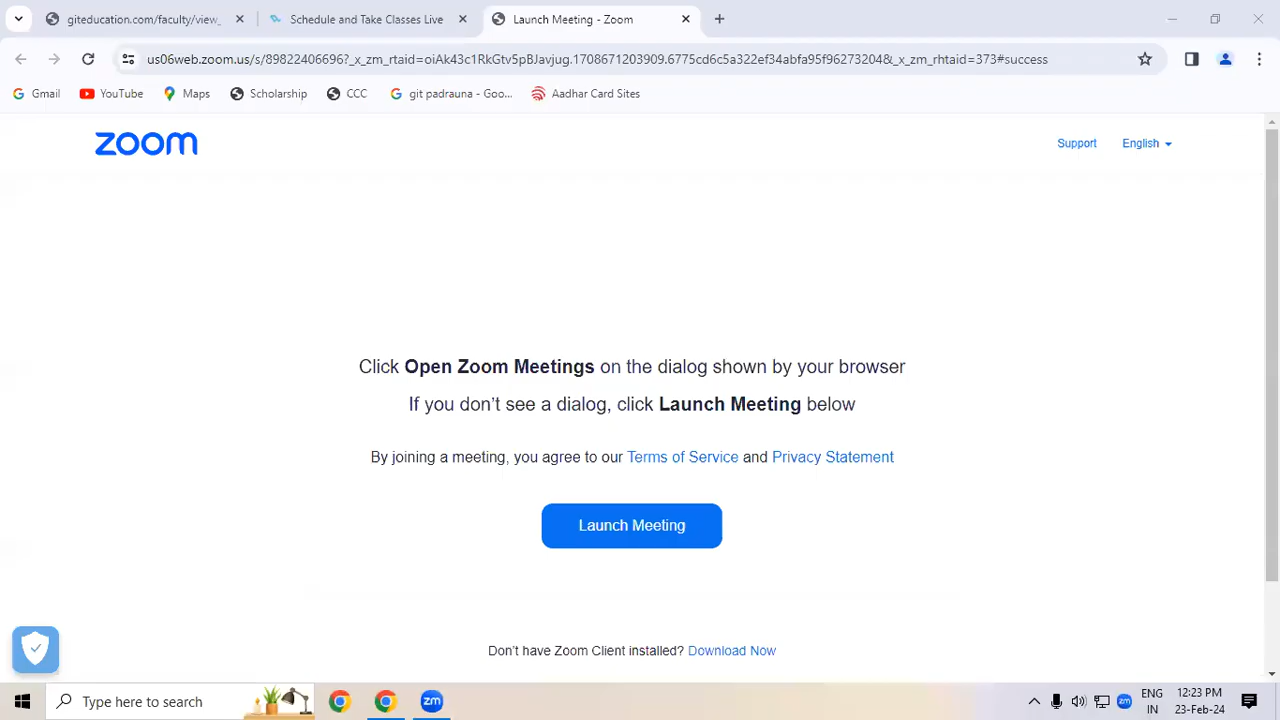 giteducation.com/faculty/view_
Schedule and Take Classes Live
Launch Meeting - Zoom
us06web.zoom.us/s/89822406696?_x_zm_rtaid=oiAk43c1RkGtv5pBJavjug.1708671203909.6775cd6c5a322ef34abfa95f96273204&_x_zm_rhtaid=373#success
Gmail
YouTube
Maps
Scholarship
CCC
git padrauna - Goo...
Aadhar Card Sites
zoom
Support
English
Click Open Zoom Meetings on the dialog shown by your browser
If you don’t see a dialog, click Launch Meeting below
By joining a meeting, you agree to our Terms of Service and Privacy Statement
Launch Meeting
Don’t have Zoom Client installed? Download Now
Type here to search
zm
zm
ENG
IN
12:23 PM
23-Feb-24